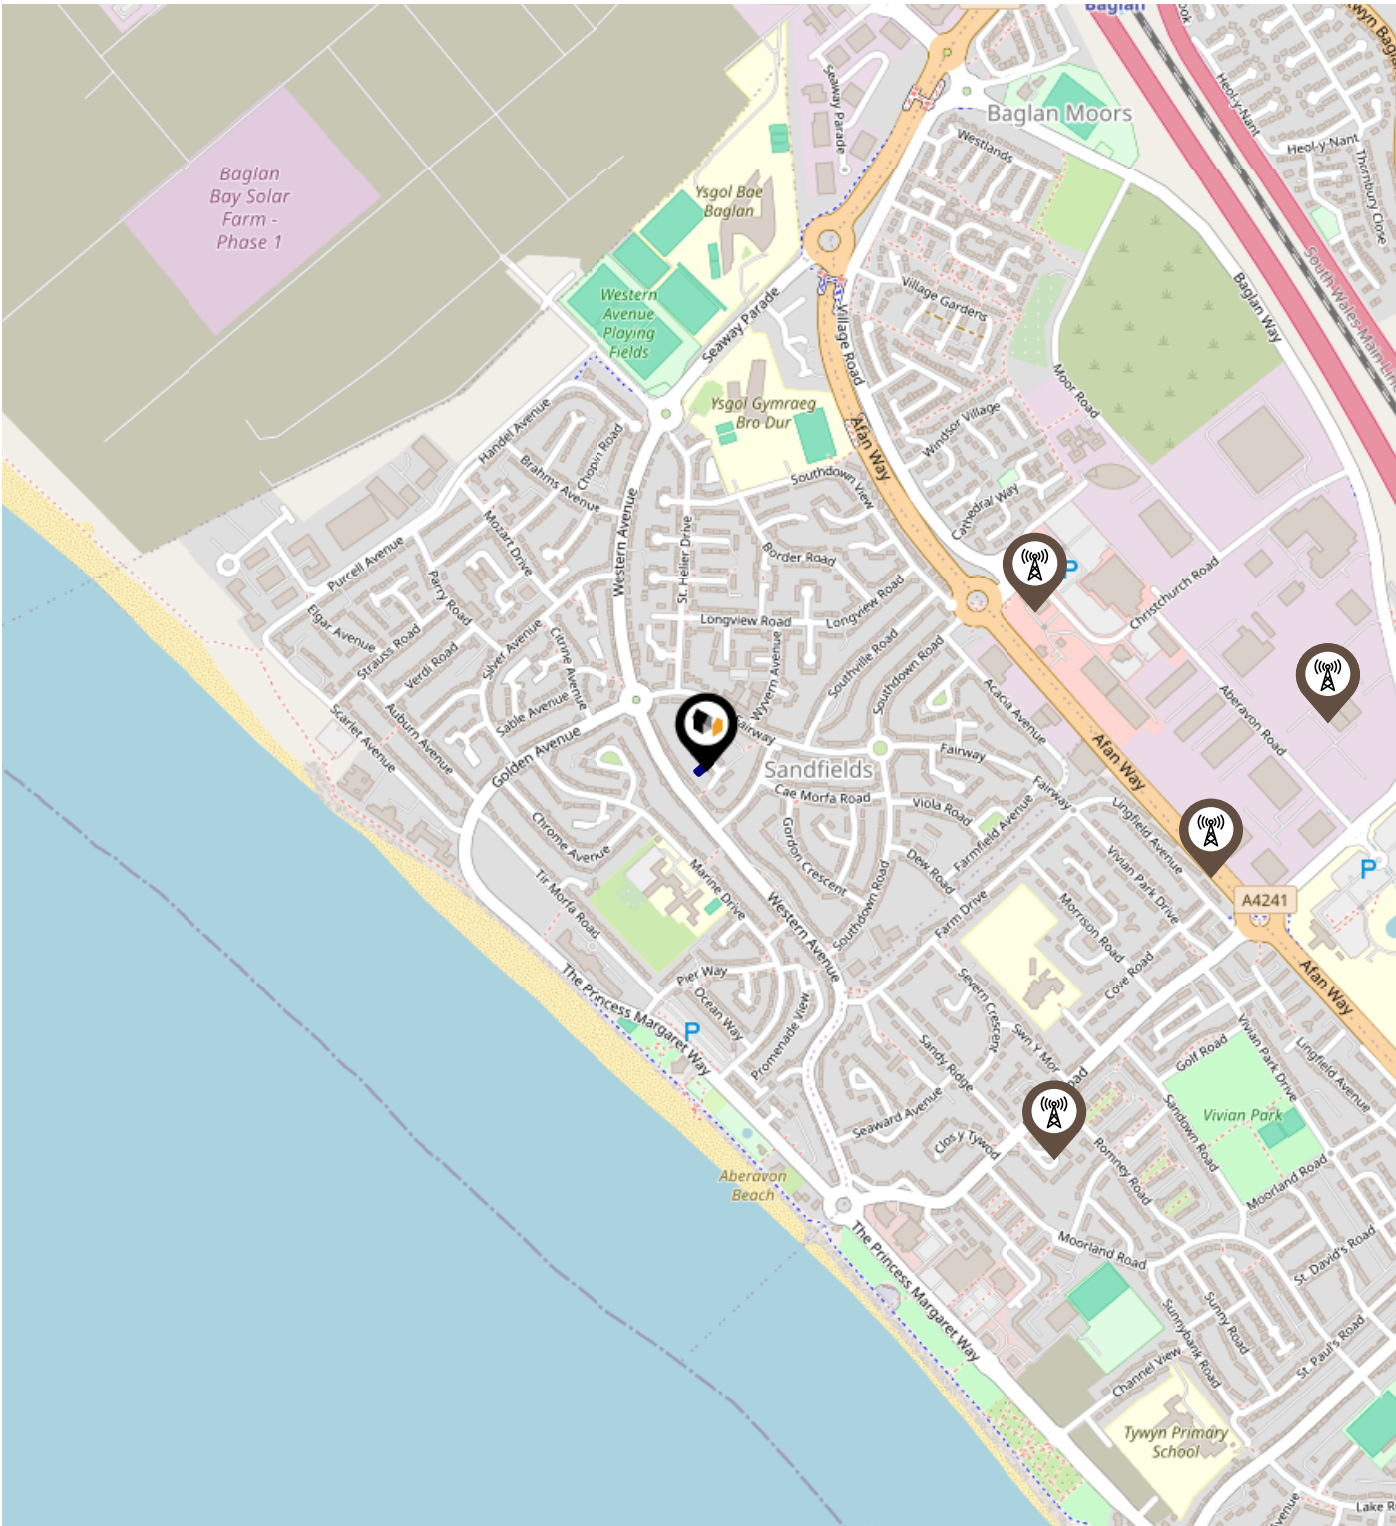 Baglan
Baglan Moors
Seaway Parade
Westlands
Heol-y-Nant
Heol-y-Nant
Thornbury Close
South Wales Main Line
Baglan Way
Baglan
Bay Solar
Farm -
Phase 1
Ysgol Bae
Baglan
Western
Avenue
Playing
Fields
Seaway Parade
Village Gardens
Village Road
Moor Road
Ysgol Gymraeg
Bro Dur
Windsor Village
Afan Way
Southdown View
Cathedral Way
Handel Avenue
Chopin Road
Brahms Avenue
Mozart Drive
Western Avenue
St. Helier Drive
Border Road
Purcell Avenue
Parry Road
Longview Road
Longview Road
P
Christchurch Road
Elgar Avenue
Strauss Road
Verdi Road
Silver Avenue
Citrine Avenue
Wyvern Avenue
Southville Road
Southdown Road
Acacia Avenue
Aberavon Road
Sable Avenue
Auburn Avenue
Scarlet Avenue
Golden Avenue
Fairway
Fairway
Fairway
Sandfields
Afan Way
Cae Morfa Road
Viola Road
Farmfield Avenue
Lingfield Avenue
Gordon Crescent
Dew Road
Vivian Park Drive
Chrome Avenue
Marine Drive
Tir Morfa Road
Western Avenue
Southdown Road
Farm Drive
Morrison Road
Cove Road
P
A4241
Afan Way
Pier Way
Ocean Way
The Princess Margaret Way
P
Promenade View
Severn Crescent
Swn Y Mor
Sandy Ridge
Golf Road
Vivian Park Drive
Lingfield Avenue
Seaward Avenue
Clos y Tywod
Vivian Park
Sandown Road
Romney Road
Moorland Road
Aberavon
Beach
Moorland Road
The Princess Margaret Way
St. David's Road
Sunny Road
Sunnybank Road
St. Paul's Road
Channel View
Tywyn Primary
School
Lake R